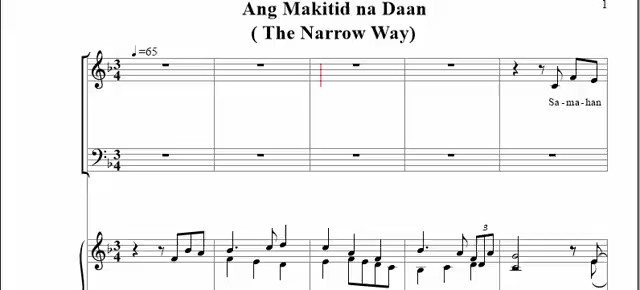 1
Ang Makitid na Daan
( The Narrow Way)
♩=65
Sa-ma-han
3